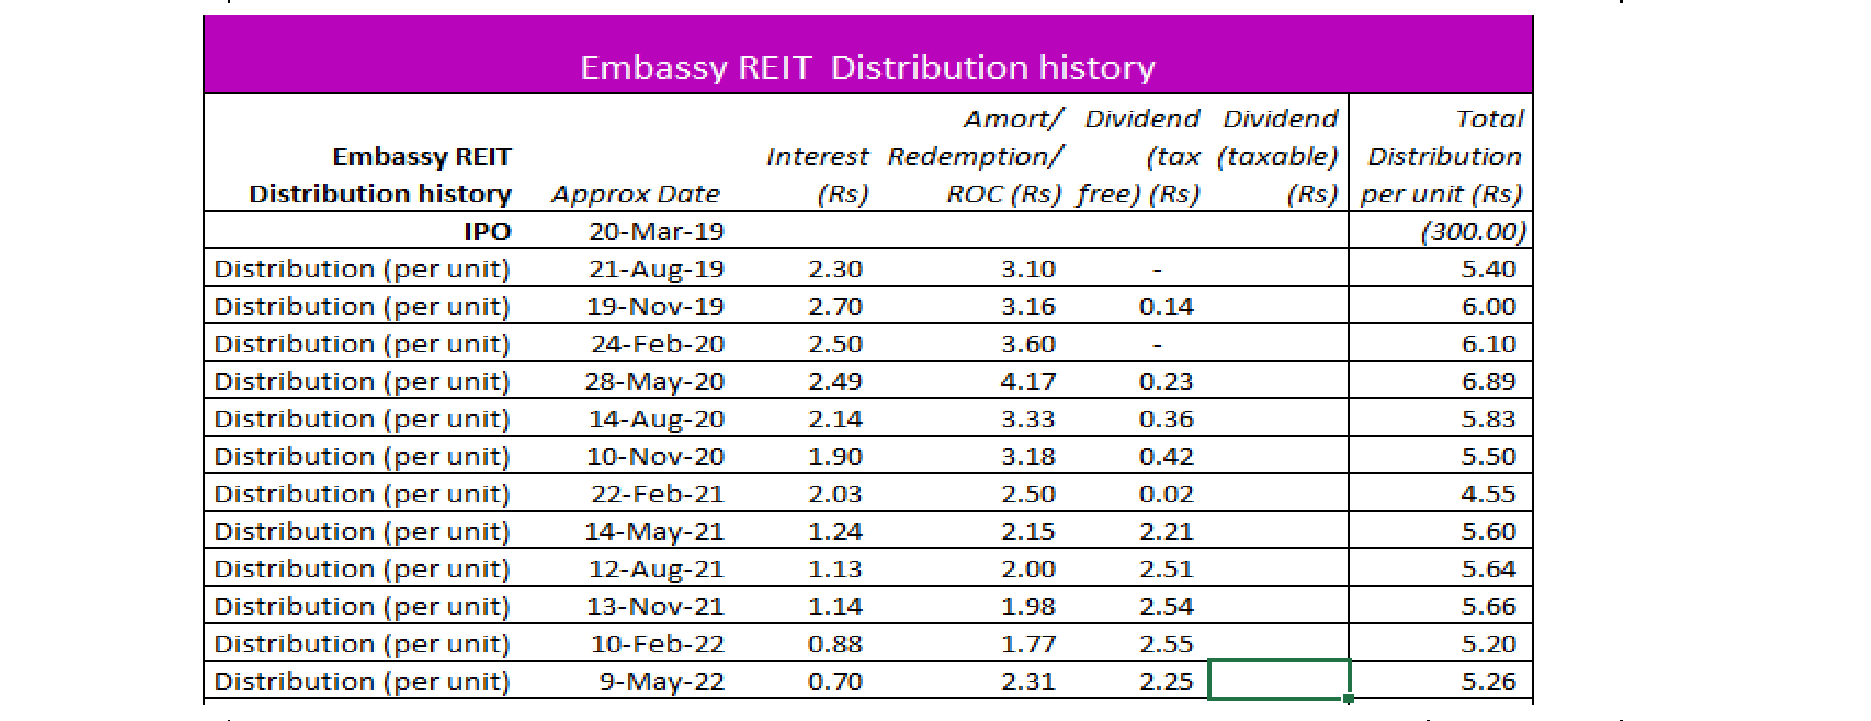 Embassy REIT  Distribution history
Amort/ Dividend Dividend Total
Embassy REIT Interest Redemption/ (tax (taxable) Distribution
Distribution history Approx Date (Rs) ROC (Rs) free) (Rs) (Rs) per unit (Rs)
IPO 20-Mar-19 (300.00)
Distribution (per unit) 21-Aug-19 2.30 3.10 - 5.40
Distribution (per unit) 19-Nov-19 2.70 3.16 0.14 6.00
Distribution (per unit) 24-Feb-20 2.50 3.60 - 6.10
Distribution (per unit) 28-May-20 2.49 4.17 0.23 6.89
Distribution (per unit) 14-Aug-20 2.14 3.33 0.36 5.83
Distribution (per unit) 10-Nov-20 1.90 3.18 0.42 5.50
Distribution (per unit) 22-Feb-21 2.03 2.50 0.02 4.55
Distribution (per unit) 14-May-21 1.24 2.15 2.21 5.60
Distribution (per unit) 12-Aug-21 1.13 2.00 2.51 5.64
Distribution (per unit) 13-Nov-21 1.14 1.98 2.54 5.66
Distribution (per unit) 10-Feb-22 0.88 1.77 2.55 5.20
Distribution (per unit) 9-May-22 0.70 2.31 2.25 5.26